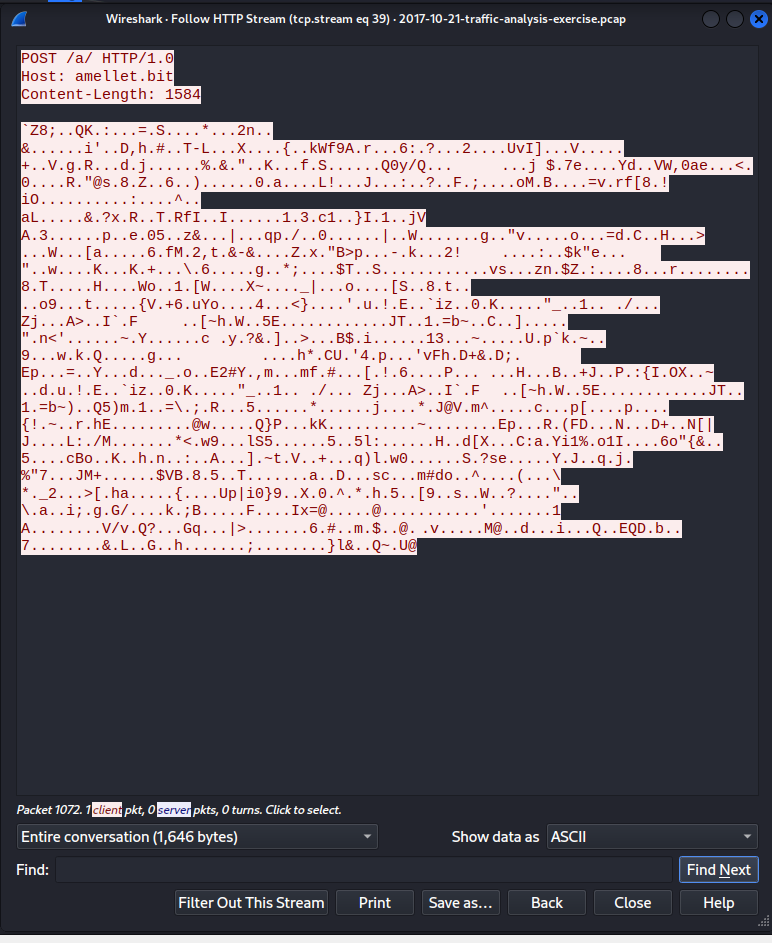 Wireshark · Follow HTTP Stream (tcp.stream eq 39) · 2017-10-21-traffic-analysis-exercise.pcap
POST /a/ HTTP/1.0
Host: amellet.bit
Content-Length: 1584
`Z8;..QK.:...=.S....*...2n..
&......i'..D,h.#..T-L...X....{..kWf9A.r...6:.?...2....UvI]...V.....
+..V.g.R...d.j......%.&."..K...f.S......Q0y/Q... ...j $.7e....Yd..VW,0ae...<.
0....R."@s.8.Z..6..)......0.a....L!...J...:..?..F.;....oM.B....=v.rf[8.!
iO..........:....^..
aL.....&.?x.R..T.RfI..I......1.3.c1..}I.1..jV
A.3......p..e.05..z&...|...qp./..0......|..W.......g.."v.....o...=d.C..H...>
...W...[a.....6.fM.2,t.&-&....Z.x."B>p...-.k...2! ....:..$k"e...
"..w....K...K.+...\.6.....g..*;....$T..S............vs...zn.$Z.:....8...r........
8.T.....H....Wo..1.[W....X~...._|...o....[S..8.t..
..o9...t.....{V.+6.uYo....4...<}....'.u.!.E..`iz..0.K....."_..1.. ./...
Zj...A>..I`.F ..[~h.W..5E............JT..1.=b~..C..].....
".n<'......~.Y......c .y.?&.]..>...B$.i......13...~.....U.p`k.~..
9...w.k.Q.....g... ....h*.CU.'4.p...'vFh.D+&.D;.
Ep...=..Y...d..._.o..E2#Y.,m...mf.#...[.!.6....P... ...H...B..+J..P.:{I.OX..~
..d.u.!.E..`iz..0.K....."_..1.. ./... Zj...A>..I`.F ..[~h.W..5E............JT..
1.=b~)..Q5)m.1..=\.;.R...5......*......j....*.J@V.m^.....c...p[....p....
{!.~..r.hE.........@w.....Q}P...kK..........~........Ep...R.(FD...N...D+..N[|
J....L:./M.......*<.w9...lS5......5..5l:......H..d[X...C:a.Yi1%.o1I....6o"{&..
5....cBo..K..h.n..:..A...].~t.V..+...q)l.w0......S.?se.....Y.J..q.j.
%"7...JM+......$VB.8.5..T.......a..D...sc...m#do..^....(...\
*._2...>[.ha.....{....Up|i0}9..X.0.^.*.h.5..[9..s..W..?...."..
\.a..i;.g.G/....k.;B.....F....Ix=@.....@...........'.......1
A........V/v.Q?...Gq...|>.......6.#..m.$..@..v.....M@..d...i...Q..EQD.b..
7........&.L..G..h.......;........}l&..Q~.U@
Packet 1072. 1 client pkt, 0 server pkts, 0 turns. Click to select.
Entire conversation (1,646 bytes)
Show data as
ASCII
Find:
Find Next
Filter Out This Stream
Print
Save as...
Back
Close
Help